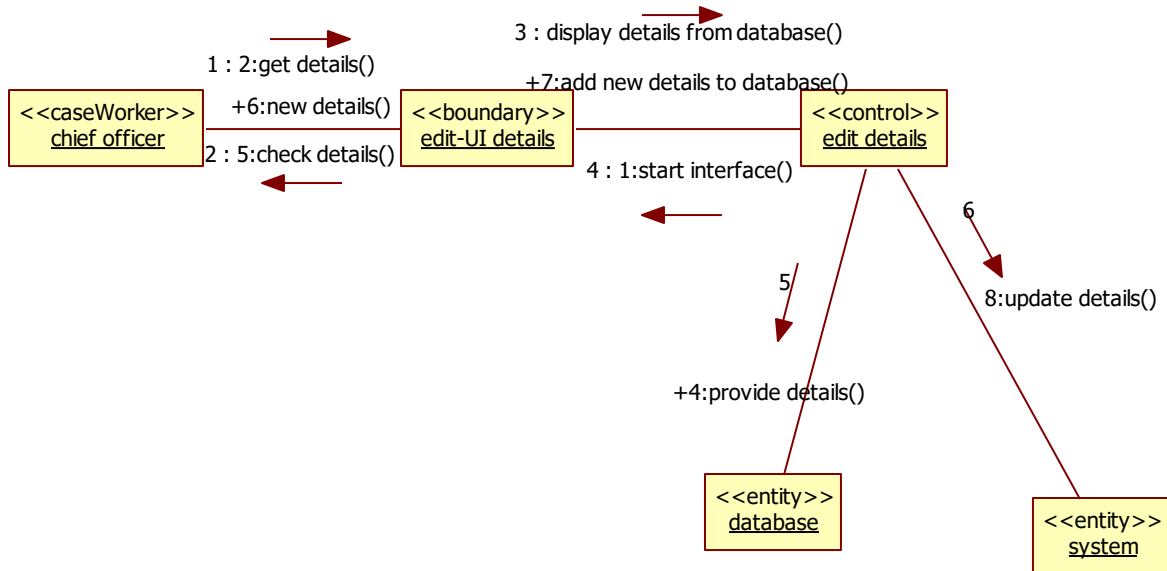 3 : display details from database()
1 : 2:get details()
+7:add new details to database()
+6:new details()
<<caseWorker>>
chief officer
<<boundary>>
edit-UI details
<<control>>
edit details
2 : 5:check details()
4 : 1:start interface()
6
5
8:update details()
+4:provide details()
<<entity>>
database
<<entity>>
system